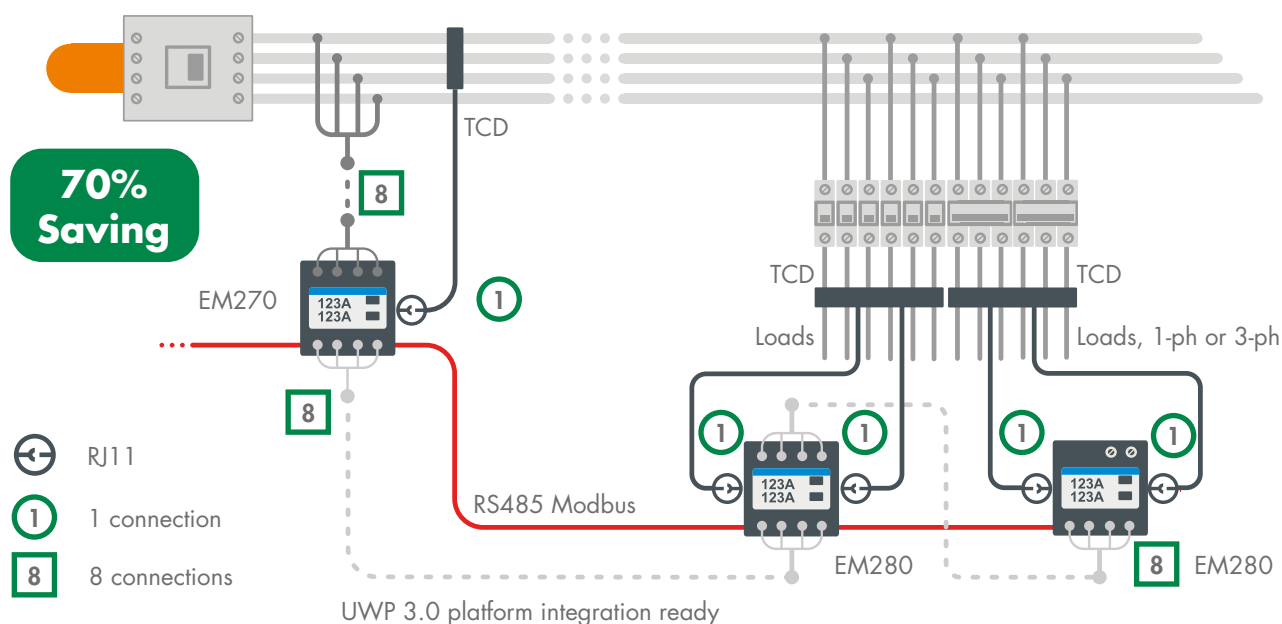 TCD
70%
Saving
8
EM270
123A
123A
1
8
TCD
TCD
Loads
Loads, 1-ph or 3-ph
1
1
1
1
RJ11
1
1 connection
8
8 connections
RS485 Modbus
123A
123A
123A
123A
EM280
8
EM280
UWP 3.0 platform integration ready